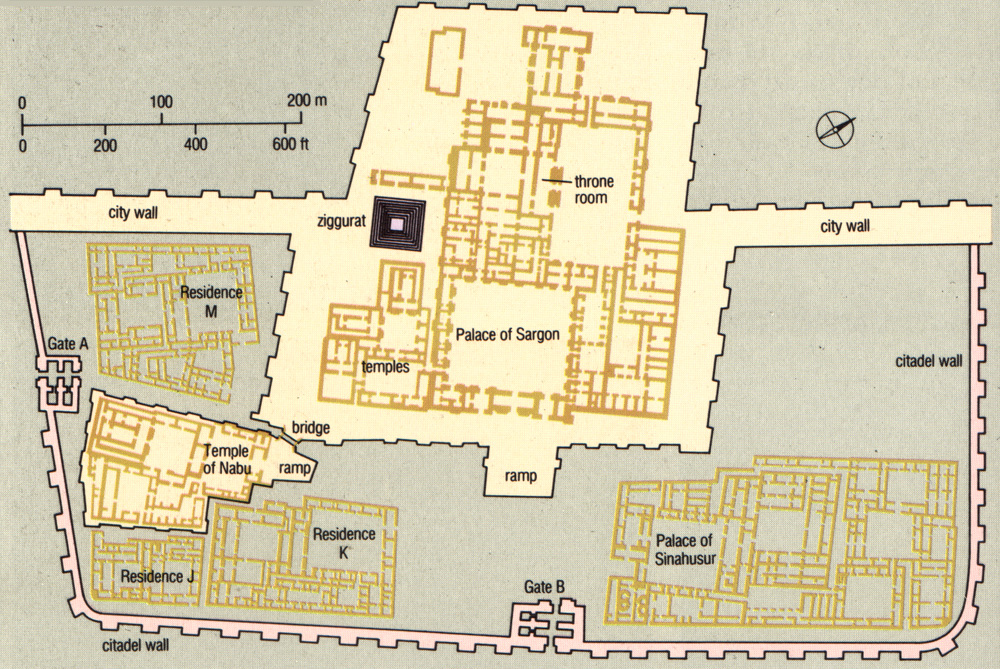 0 100 200 m
0 200 400 600 ft
throne
room
city wall
ziggurat
city wall
Residence
M
Palace of Sargon
Gate A
citadel wall
temples
bridge
Temple
of Nabu
ramp
ramp
Residence
K
Palace of
Sinahusur
Residence J
Gate B
citadel wall